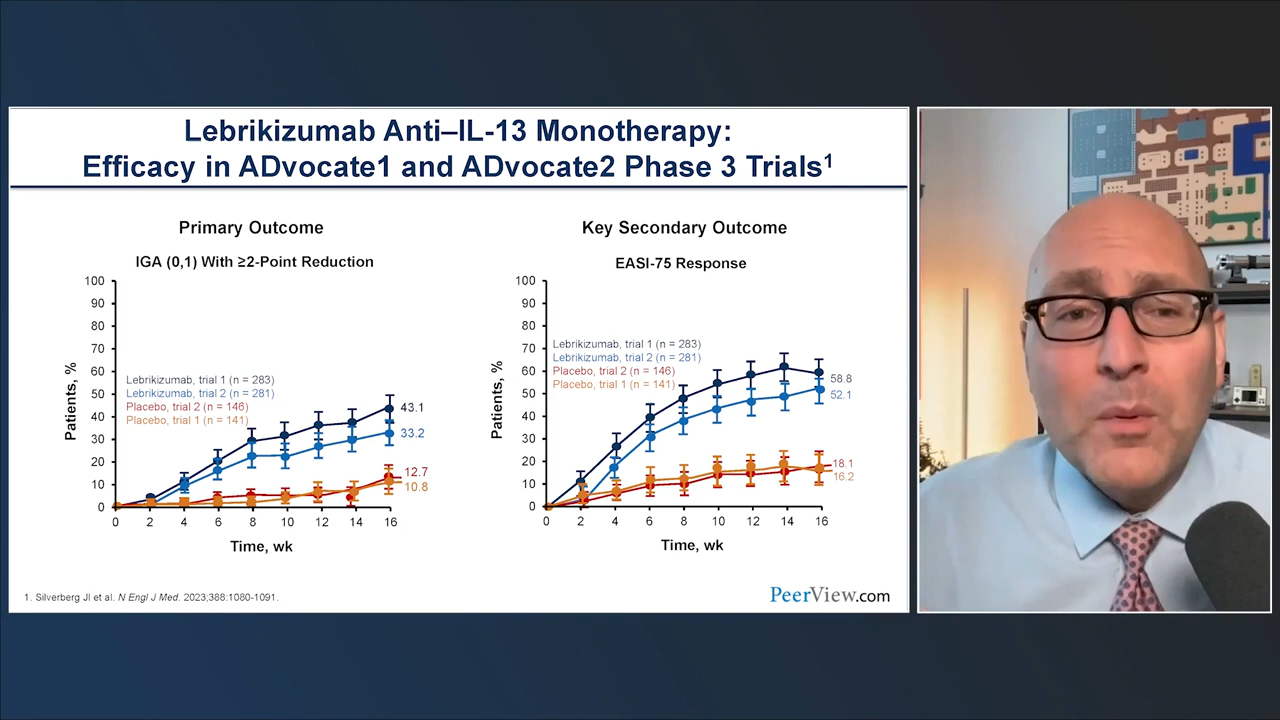 Lebrikizumab Anti–IL-13 Monotherapy:
Efficacy in ADvocate1 and ADvocate2 Phase 3 Trials¹
Primary Outcome
IGA (0,1) With ≥2-Point Reduction
100
90
80
70
60
50
40
30
20
10
0
Patients, %
Lebrikizumab, trial 1 (n = 283)
Lebrikizumab, trial 2 (n = 281)
Placebo, trial 2 (n = 146)
Placebo, trial 1 (n = 141)
43.1
33.2
12.7
10.8
0 2 4 6 8 10 12 14 16
Time, wk
Key Secondary Outcome
EASI-75 Response
100
90
80
70
60
50
40
30
20
10
0
Patients, %
Lebrikizumab, trial 1 (n = 283)
Lebrikizumab, trial 2 (n = 281)
Placebo, trial 2 (n = 146)
Placebo, trial 1 (n = 141)
58.8
52.1
18.1
16.2
0 2 4 6 8 10 12 14 16
Time, wk
1. Silverberg JI et al. N Engl J Med. 2023;388:1080-1091.
PeerView.com